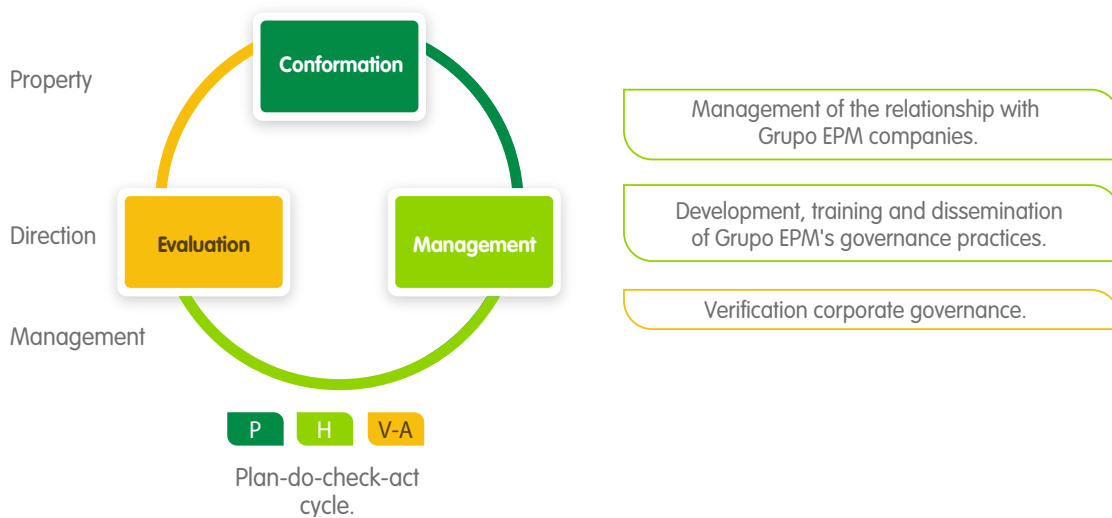 Property
Conformation
Direction
Evaluation
Management
Management
P
H
V-A
Plan-do-check-act
cycle.
Management of the relationship with
Grupo EPM companies.
Development, training and dissemination
of Grupo EPM's governance practices.
Verification corporate governance.